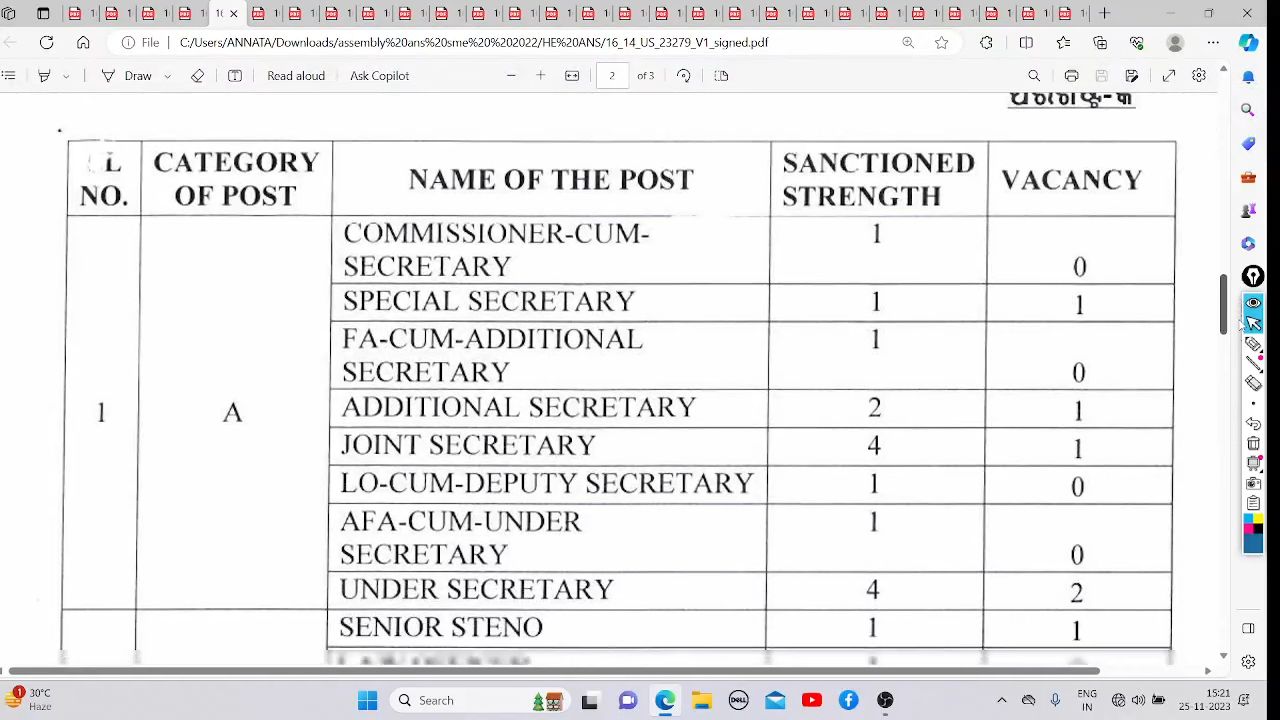 16
File
C:/Users/ANNATA/Downloads/assembly%20ans%20sme%20%202022/HE%20ANS/16_14_US_23279_V1_signed.pdf
Draw
Read aloud
Ask Copilot
2
of 3
NO.
CATEGORY
OF POST
NAME OF THE POST
SANCTIONED
STRENGTH
VACANCY
1
A
COMMISSIONER-CUM-
SECRETARY
1
0
SPECIAL SECRETARY
1
1
FA-CUM-ADDITIONAL
SECRETARY
1
0
ADDITIONAL SECRETARY
2
1
JOINT SECRETARY
4
1
LO-CUM-DEPUTY SECRETARY
1
0
AFA-CUM-UNDER
SECRETARY
1
0
UNDER SECRETARY
4
2
SENIOR STENO
1
1
30°C
Haze
Search
DELL
ENG
IN
15:21
25-11-2023